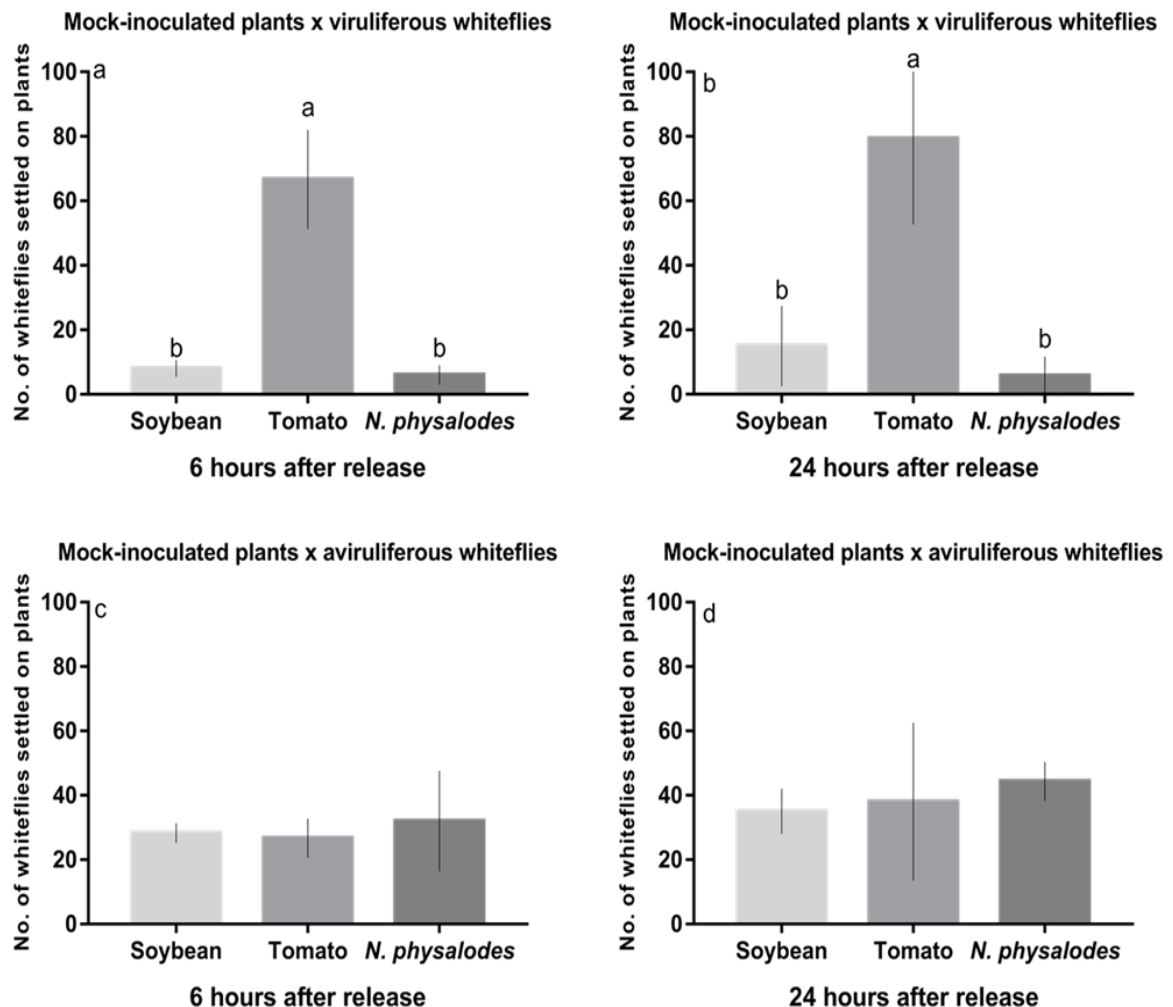 Mock-inoculated plants x viruliferous whiteflies
No. of whiteflies settled on plants
100
80
60
40
20
0
a
b
a
b
Soybean
Tomato
N. physalodes
6 hours after release
Mock-inoculated plants x viruliferous whiteflies
No. of whiteflies settled on plants
100
80
60
40
20
0
b
b
a
b
Soybean
Tomato
N. physalodes
24 hours after release
Mock-inoculated plants x aviruliferous whiteflies
No. of whiteflies settled on plants
100
80
60
40
20
0
c
Soybean
Tomato
N. physalodes
6 hours after release
Mock-inoculated plants x aviruliferous whiteflies
No. of whiteflies settled on plants
100
80
60
40
20
0
d
Soybean
Tomato
N. physalodes
24 hours after release